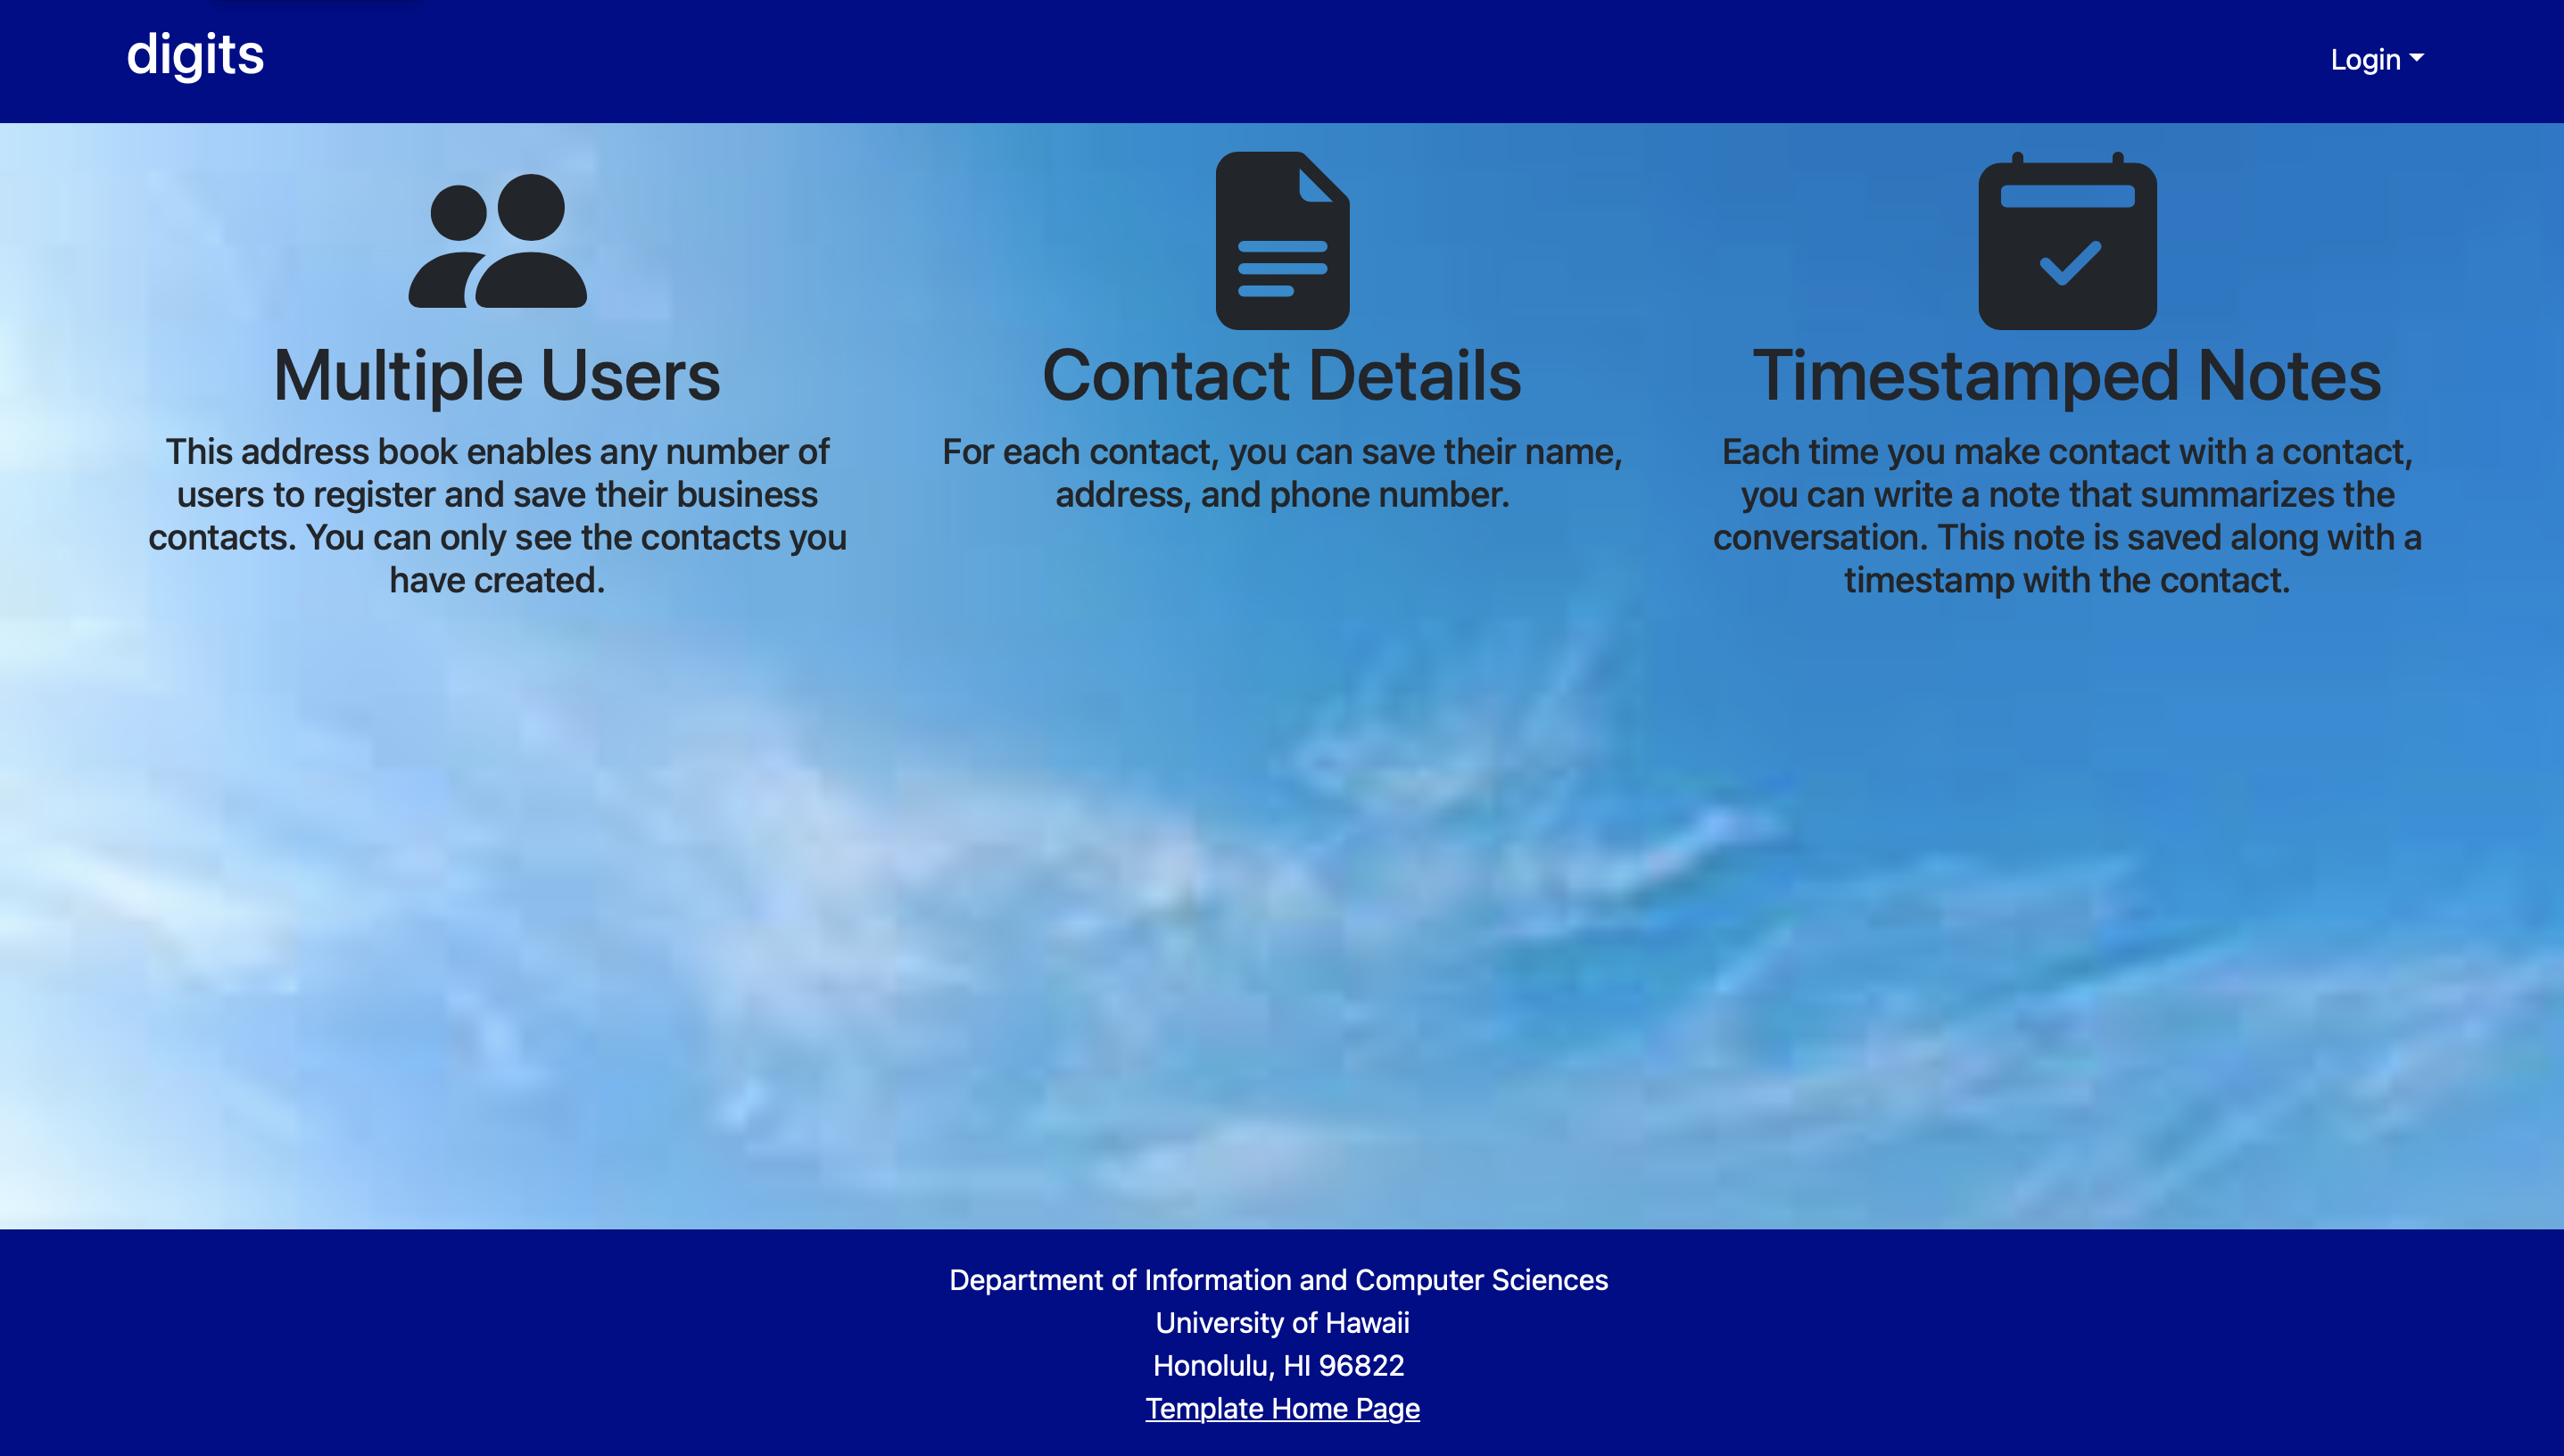 digits
Login
Multiple Users
This address book enables any number of
users to register and save their business
contacts. You can only see the contacts you
have created.
Contact Details
For each contact, you can save their name,
address, and phone number.
Timestamped Notes
Each time you make contact with a contact,
you can write a note that summarizes the
conversation. This note is saved along with a
timestamp with the contact.
Department of Information and Computer Sciences
University of Hawaii
Honolulu, HI 96822
Template Home Page